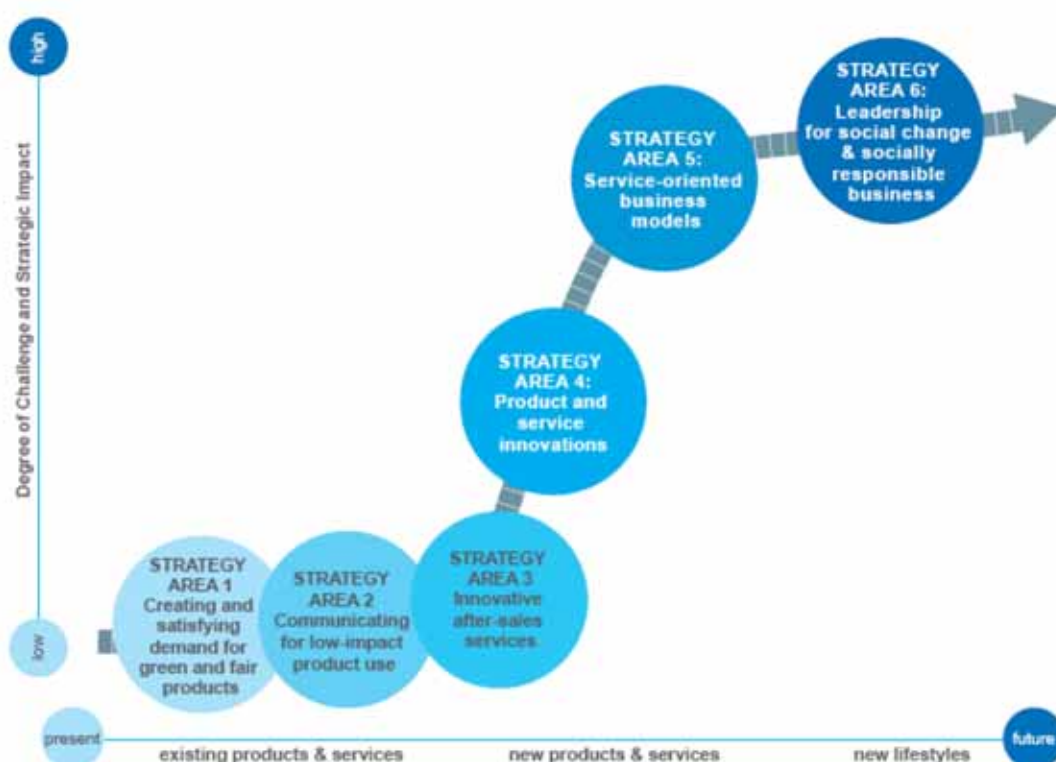 high
Degree of Challenge and Strategic Impact
low
STRATEGY
AREA 6:
Leadership
for social change
& socially
responsible
business
STRATEGY
AREA 5:
Service-oriented
business
models
STRATEGY
AREA 4:
Product and
service
innovations
STRATEGY
AREA 1
Creating and
satisfying
demand for
green and fair
products
STRATEGY
AREA 2
Communicating
for low-impact
product use
STRATEGY
AREA 3
Innovative
after-sales
services
present
existing products & services
new products & services
new lifestyles
future